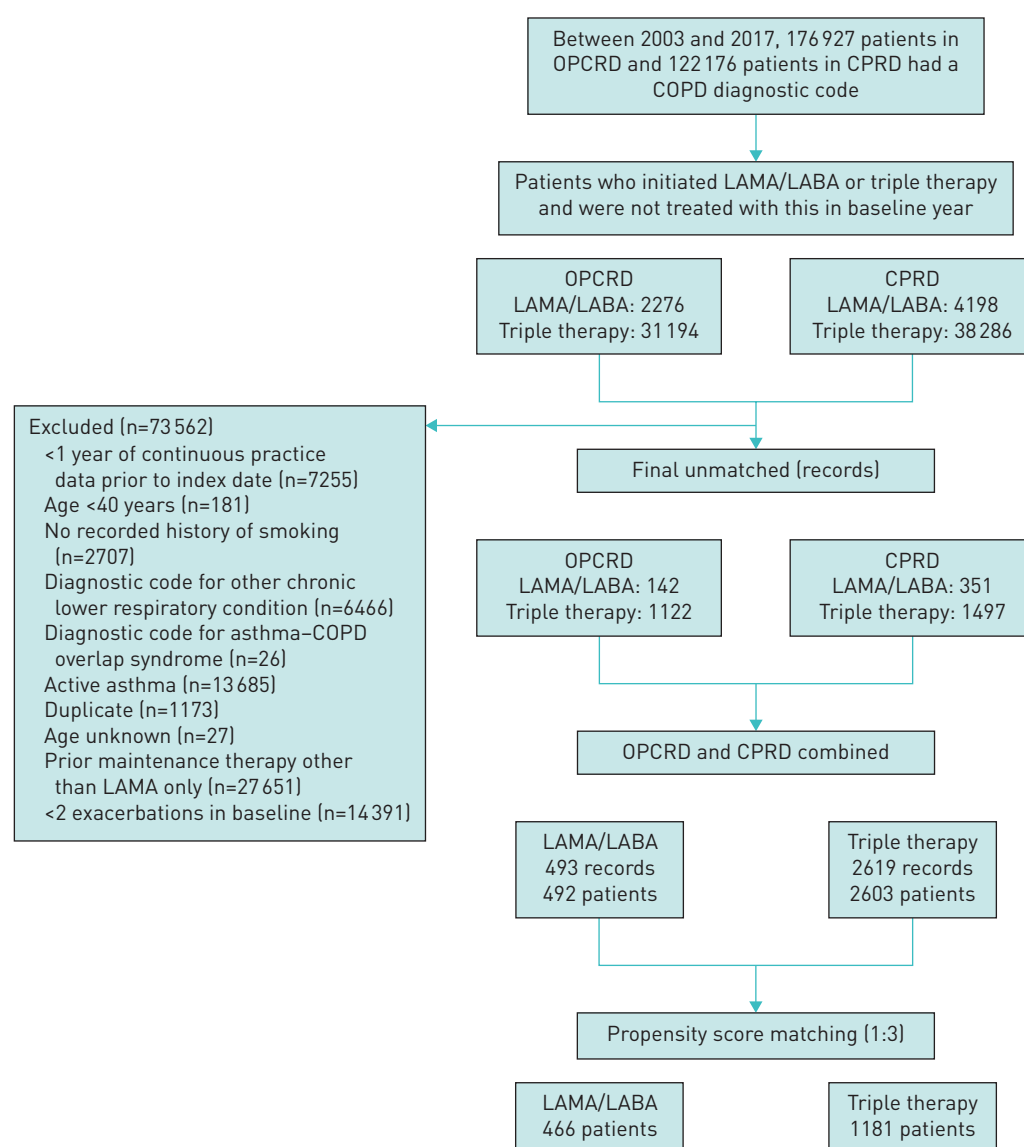 Between 2003 and 2017, 176 927 patients in
OPCRD and 122 176 patients in CPRD had a
COPD diagnostic code
Patients who initiated LAMA/LABA or triple therapy
and were not treated with this in baseline year
OPCRD
LAMA/LABA: 2276
Triple therapy: 31 194
CPRD
LAMA/LABA: 4198
Triple therapy: 38 286
Excluded (n=73 562)
<1 year of continuous practice
data prior to index date (n=7255)
Age <40 years (n=181)
No recorded history of smoking
(n=2707)
Diagnostic code for other chronic
lower respiratory condition (n=6466)
Diagnostic code for asthma–COPD
overlap syndrome (n=26)
Active asthma (n=13 685)
Duplicate (n=1173)
Age unknown (n=27)
Prior maintenance therapy other
than LAMA only (n=27 651)
<2 exacerbations in baseline (n=14 391)
Final unmatched (records)
OPCRD
LAMA/LABA: 142
Triple therapy: 1122
CPRD
LAMA/LABA: 351
Triple therapy: 1497
OPCRD and CPRD combined
LAMA/LABA
493 records
492 patients
Triple therapy
2619 records
2603 patients
Propensity score matching (1:3)
LAMA/LABA
466 patients
Triple therapy
1181 patients